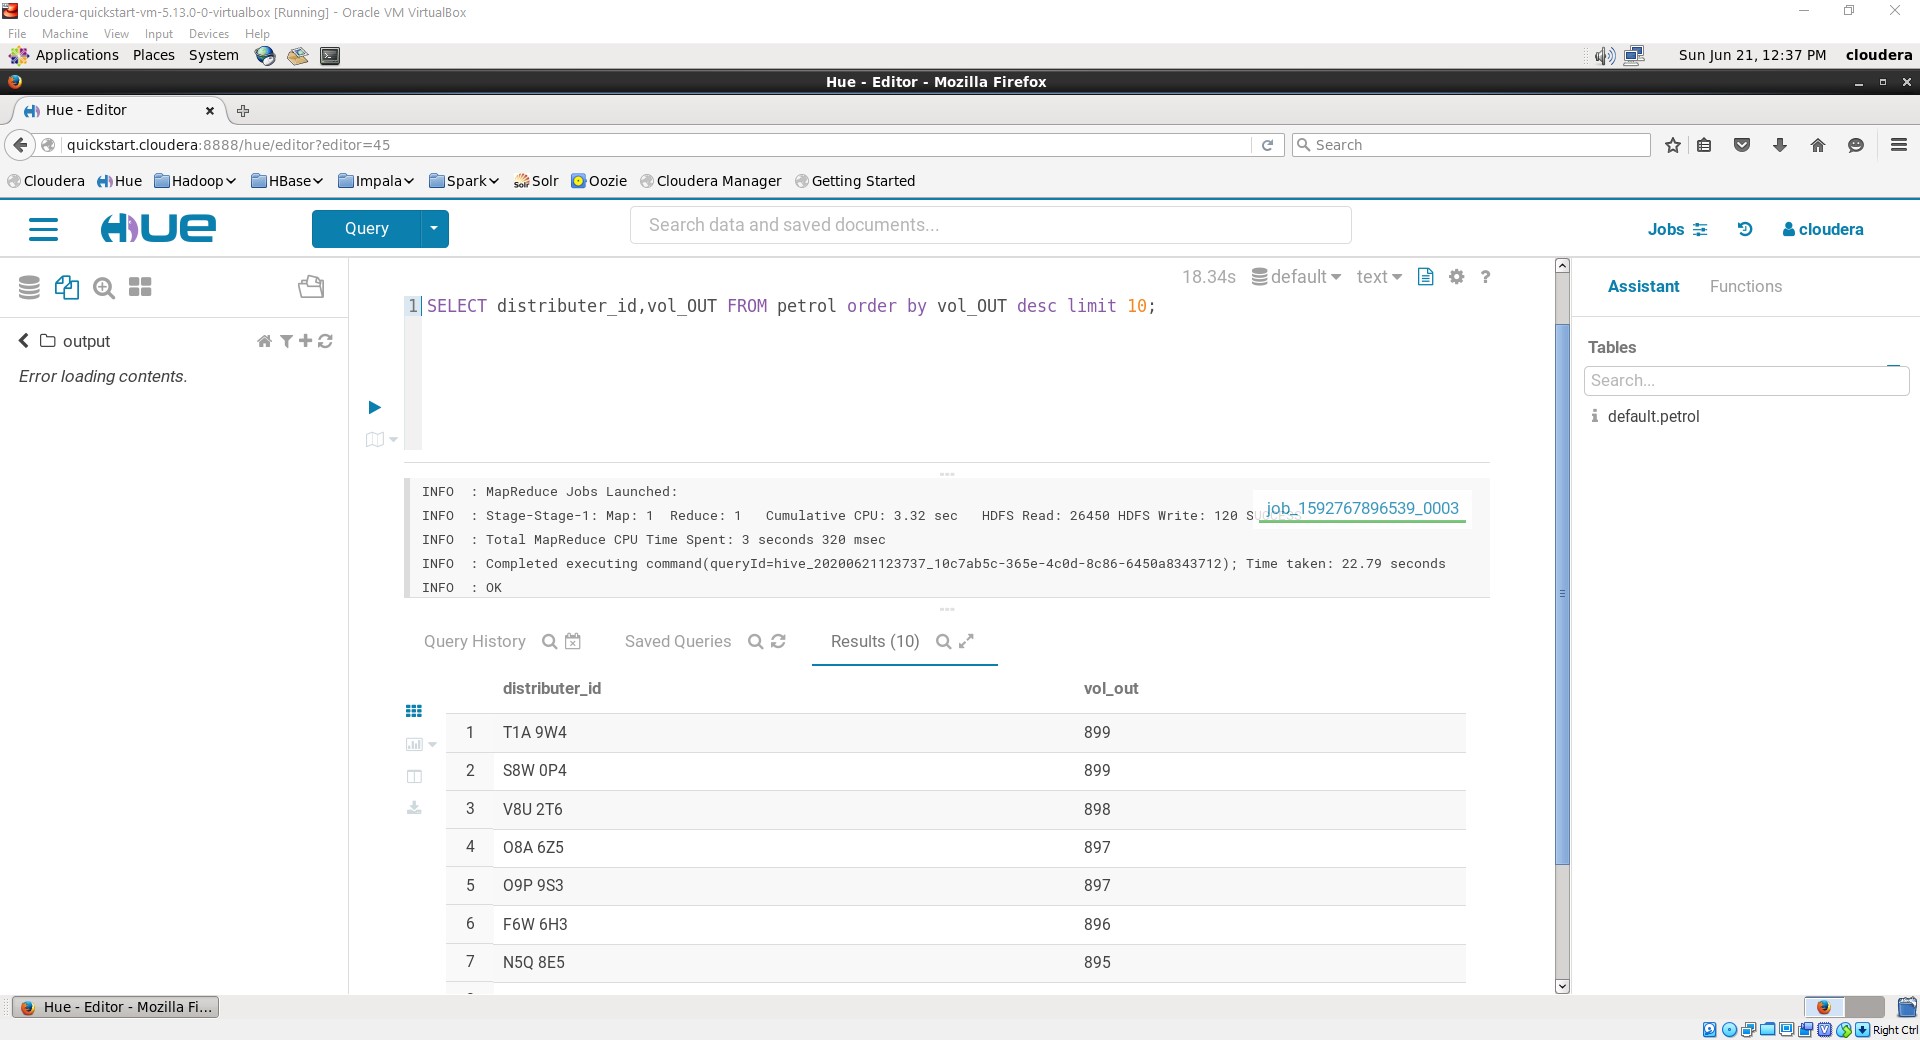 cloudera-quickstart-vm-5.13.0-0-virtualbox [Running] - Oracle VM VirtualBox
File Machine View Input Devices Help
Applications Places System Sun Jun 21, 12:37 PM cloudera
Hue - Editor - Mozilla Firefox
Hue - Editor
quickstart.cloudera:8888/hue/editor?editor=45 Search
Cloudera Hue Hadoop HBase Impala Spark Solr Solr Oozie Cloudera Manager Getting Started
HUE Query Search data and saved documents... Jobs cloudera
18.34s default text ? Assistant Functions
1 SELECT distributer_id,vol_OUT FROM petrol order by vol_OUT desc limit 10;
output
Error loading contents.
Tables
Search...
default.petrol
INFO : MapReduce Jobs Launched:
INFO : Stage-Stage-1: Map: 1 Reduce: 1 Cumulative CPU: 3.32 sec HDFS Read: 26450 HDFS Write: 120 job_1592767896539_0003
INFO : Total MapReduce CPU Time Spent: 3 seconds 320 msec
INFO : Completed executing command(queryId=hive_20200621123737_10c7ab5c-365e-4c0d-8c86-6450a8343712); Time taken: 22.79 seconds
INFO : OK
Query History Saved Queries Results (10)
distributer_id vol_out
1 T1A 9W4 899
2 S8W 0P4 899
3 V8U 2T6 898
4 O8A 6Z5 897
5 O9P 9S3 897
6 F6W 6H3 896
7 N5Q 8E5 895
Hue - Editor - Mozilla Fi...
Right Ctrl